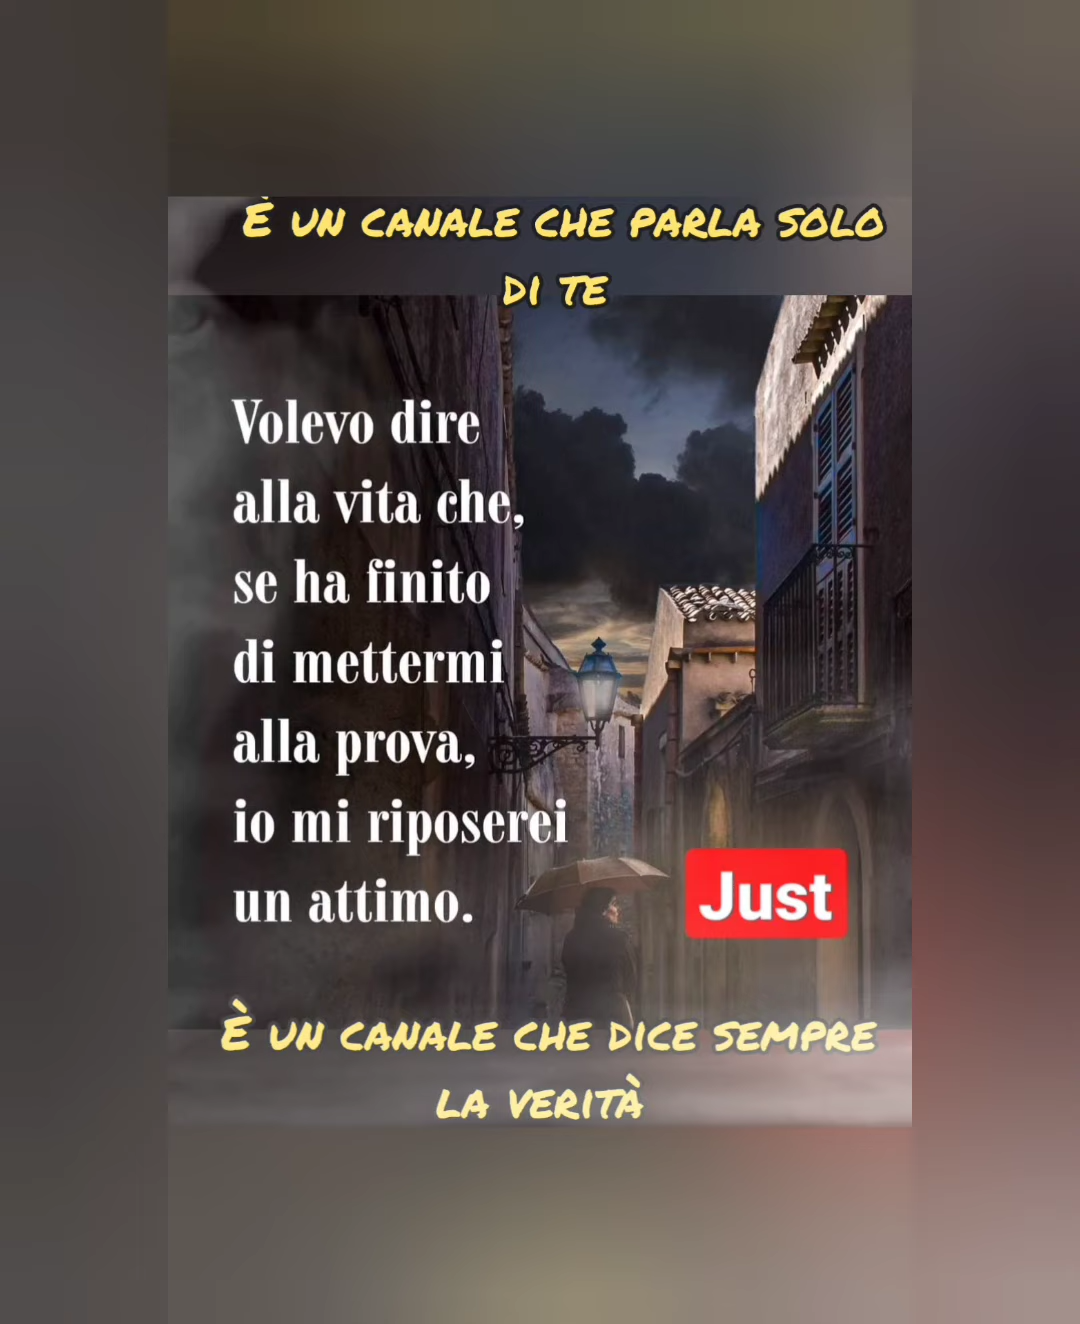 È UN CANALE CHE PARLA SOLO
DI TE
Volevo dire
alla vita che,
se ha finito
di mettermi
alla prova,
io mi riposerei
un attimo.
Just
È UN CANALE CHE DICE SEMPRE
LA VERITÀ